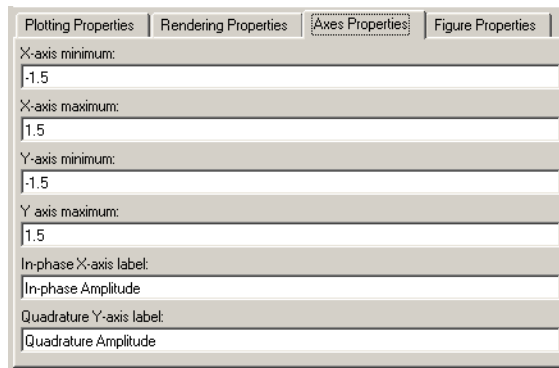 Plotting Properties Rendering Properties Axes Properties Figure Properties
X-axis minimum:
-1.5
X-axis maximum:
1.5
Y-axis minimum:
-1.5
Y axis maximum:
1.5
In-phase X-axis label:
In-phase Amplitude
Quadrature Y-axis label:
Quadrature Amplitude